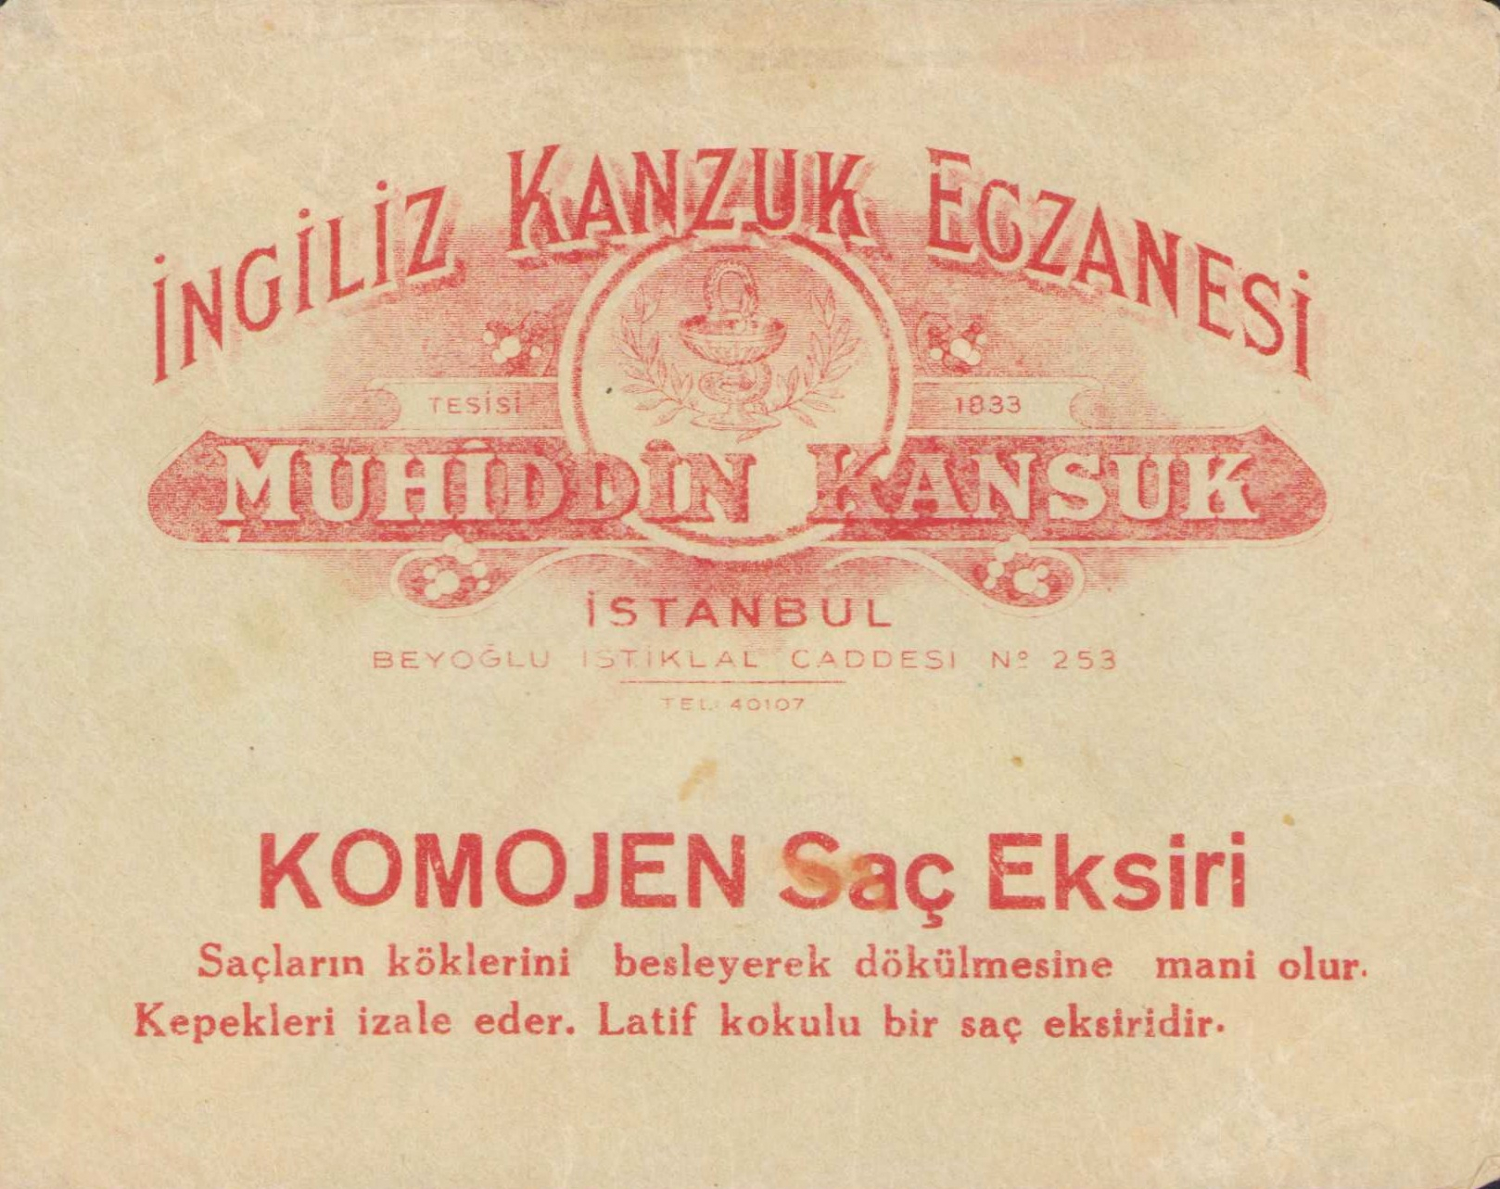 İNGİLİZ KANZUK ECZANESİ
TESİSİ 1833
MUHİDDİN KANSUK
İSTANBUL
BEYOĞLU İSTİKLAL CADDESİ Nº 253
TEL: 40107
KOMOJEN Saç Eksiri
Saçların köklerini besleyerek dökülmesine mani olur.
Kepekleri izale eder. Latif kokulu bir saç eksiridir.